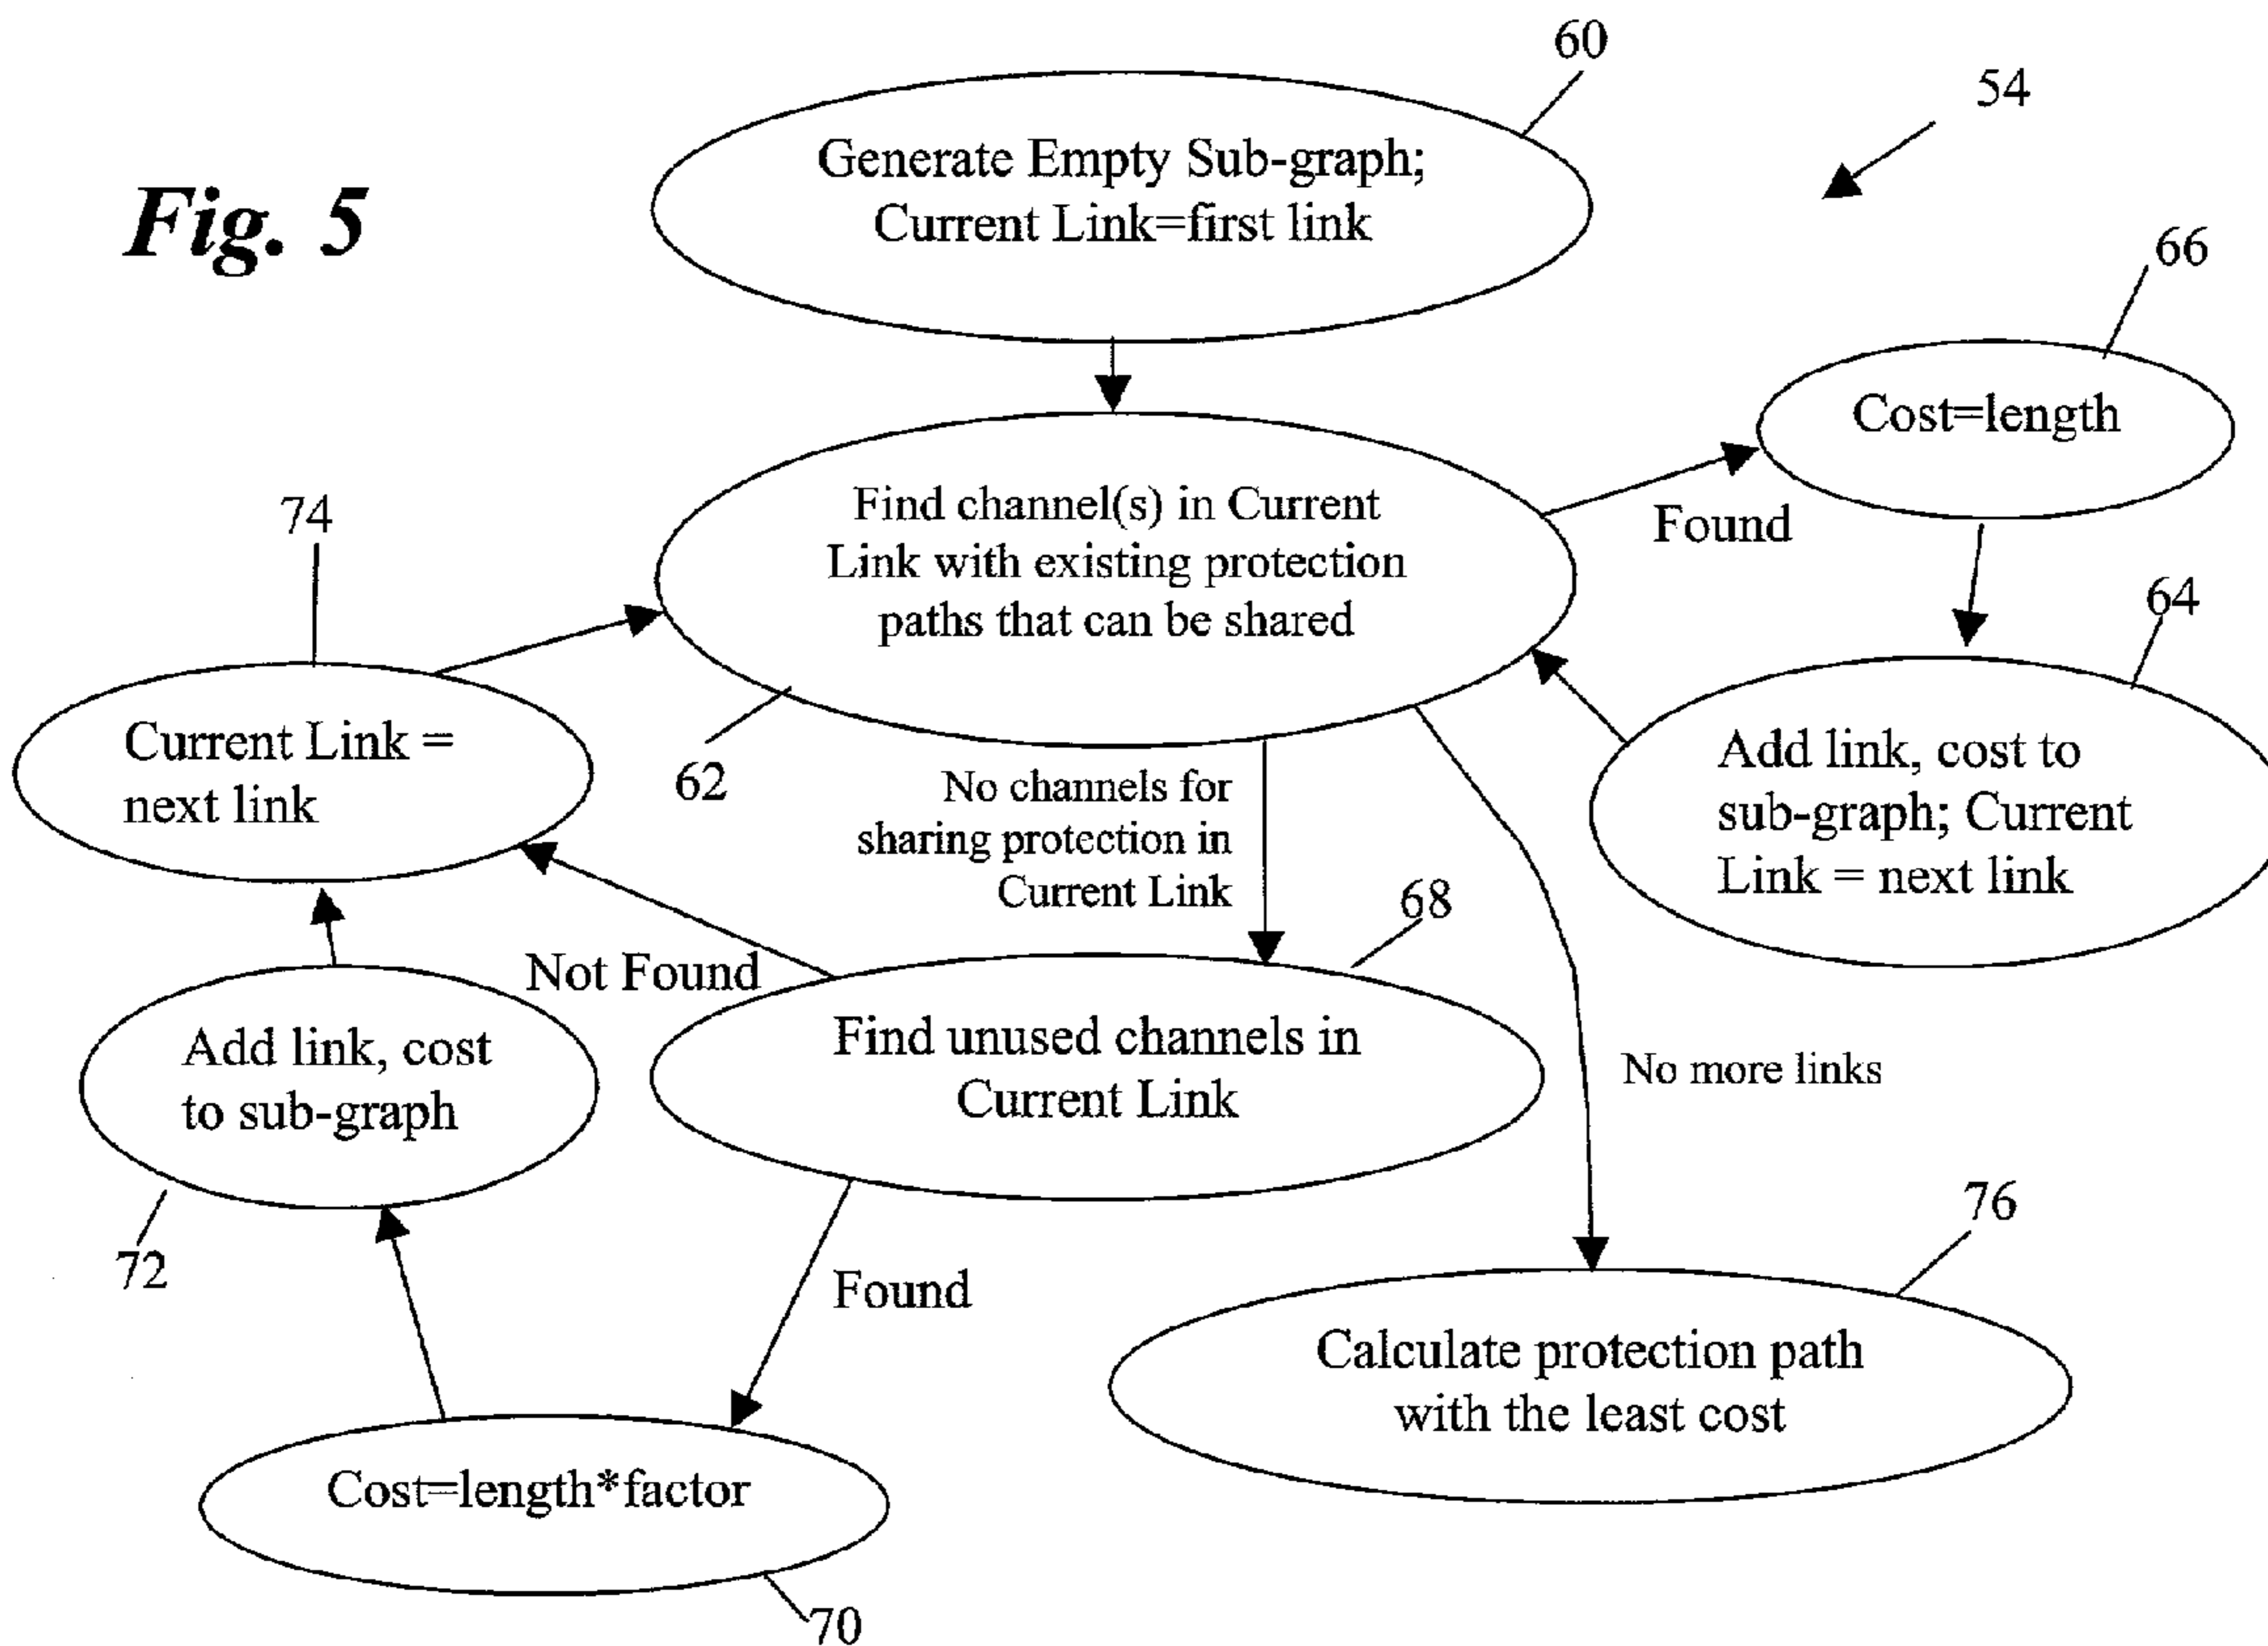 Fig. 5
60
54
Generate Empty Sub-graph;
Current Link=first link
66
Cost=length
74
Find channel(s) in Current
Link with existing protection
paths that can be shared
Found
64
Current Link =
next link
62
Add link, cost to
sub-graph; Current
Link = next link
No channels for
sharing protection in
Current Link
68
Not Found
Add link, cost
to sub-graph
Find unused channels in
Current Link
No more links
72
76
Found
Calculate protection path
with the least cost
Cost=length*factor
70